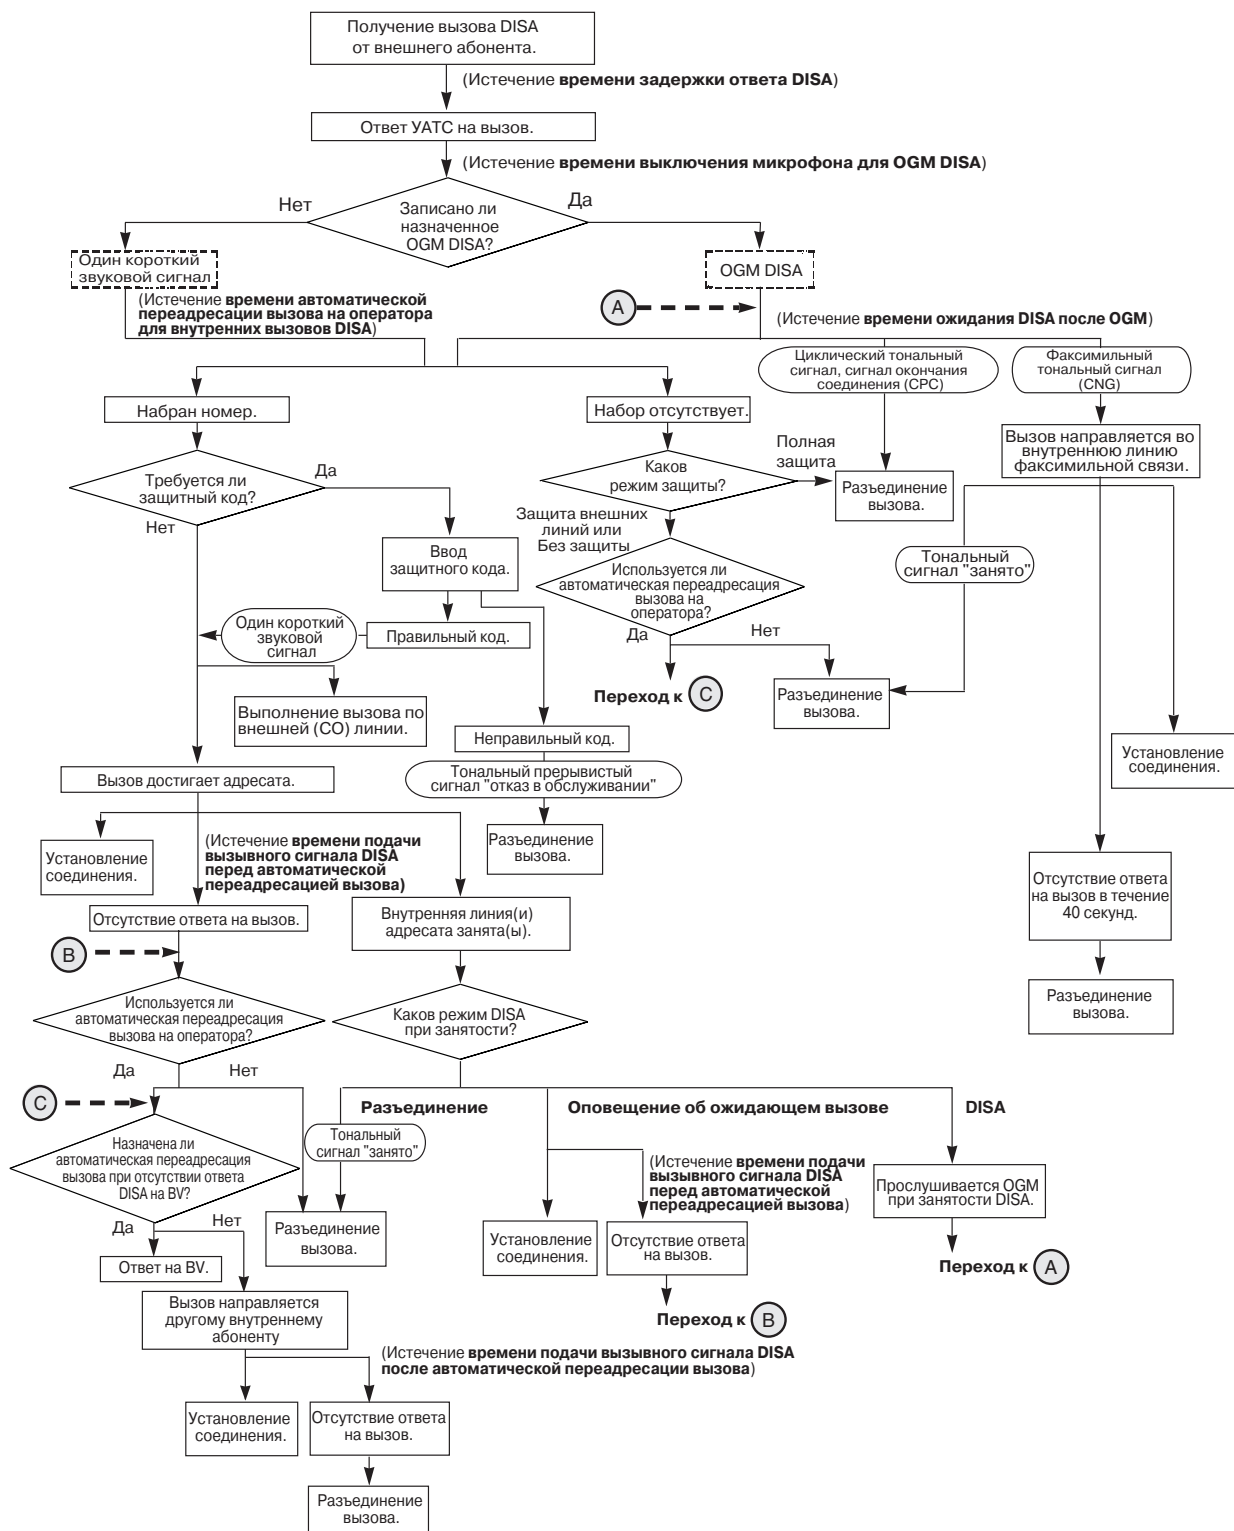 Получение вызова DISA
от внешнего абонента.
(Истечение времени задержки ответа DISA)
Ответ УАТС на вызов.
(Истечение времени выключения микрофона для OGM DISA)
Нет
Да
Записано ли
назначенное
OGM DISA?
Один короткий
звуковой сигнал
OGM DISA
(Истечение времени автоматической
переадресации вызова на оператора
для внутренних вызовов DISA)
A
(Истечение времени ожидания DISA после OGM)
Циклический тональный
сигнал, сигнал окончания
соединения (CPC)
Факсимильный
тональный сигнал
(CNG)
Набран номер.
Набор отсутствует.
Вызов направляется во
внутреннюю линию
факсимильной связи.
Требуется ли
защитный код?
Да
Нет
Каков
режим защиты?
Полная
защита
Разъединение
вызова.
Защита внешних
линий или
Без защиты
Ввод
защитного кода.
Используется ли
автоматическая переадресация
вызова на
оператора?
Тональный
сигнал "занято"
Один короткий
звуковой
сигнал
Правильный код.
Да
Нет
Переход к C
Разъединение
вызова.
Выполнение вызова по
внешней (CO) линии.
Неправильный код.
Установление
соединения.
Вызов достигает адресата.
Тональный прерывистый
сигнал "отказ в обслуживании"
Разъединение
вызова.
Установление
соединения.
(Истечение времени подачи
вызывного сигнала DISA
перед автоматической
переадресацией вызова)
Отсутствие ответа на вызов.
Внутренняя линия(и)
адресата занята(ы).
Отсутствие ответа
на вызов в течение
40 секунд.
B
Используется ли
автоматическая переадресация
вызова на оператора?
Каков режим DISA
при занятости?
Разъединение
вызова.
Да
Нет
C
Разъединение
Оповещение об ожидающем вызове
DISA
Назначена ли
автоматическая переадресация
вызова при отсутствии ответа
DISA на BV?
Тональный
сигнал "занято"
(Истечение времени подачи
вызывного сигнала DISA
перед автоматической
переадресацией вызова)
Прослушивается OGM
при занятости DISA.
Да
Нет
Разъединение
вызова.
Установление
соединения.
Отсутствие ответа
на вызов.
Ответ на BV.
Переход к A
Вызов направляется
другому внутреннему
абоненту
Переход к B
(Истечение времени подачи вызывного сигнала DISA
после автоматической переадресации вызова)
Установление
соединения.
Отсутствие ответа
на вызов.
Разъединение
вызова.